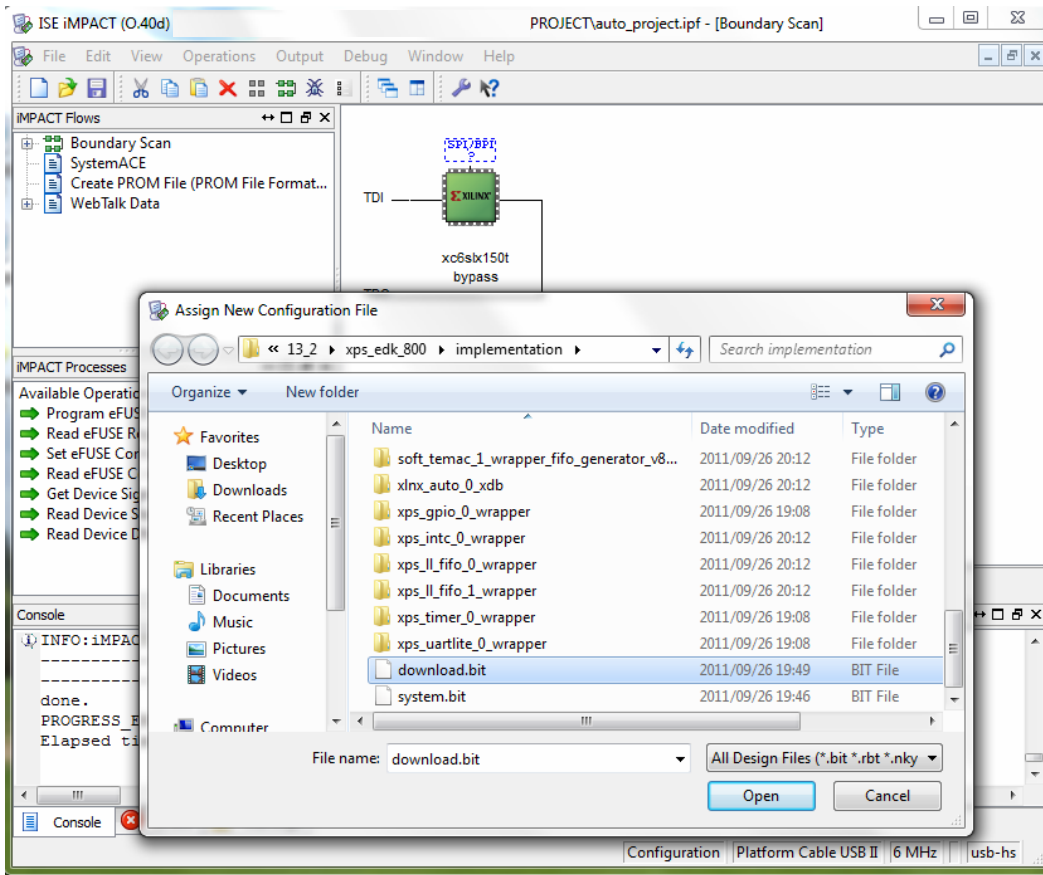 ISE iMPACT (O.40d)
PROJECT\auto_project.ipf - [Boundary Scan]
File Edit View Operations Output Debug Window Help
iMPACT Flows
Boundary Scan
SystemACE
Create PROM File (PROM File Format...
WebTalk Data
SPI/BPI
?
TDI
XILINX
xc6slx150t
bypass
Assign New Configuration File
« 13_2 xps_edk_800 implementation
Search implementation
Organize New folder
iMPACT Processes
Available Operatio
Program eFUS
Read eFUSE R
Set eFUSE Cor
Read eFUSE C
Get Device Sig
Read Device S
Read Device D
Favorites
Desktop
Downloads
Recent Places
Libraries
Documents
Music
Pictures
Videos
Computer
Name Date modified Type
soft_temac_1_wrapper_fifo_generator_v8... 2011/09/26 20:12 File folder
xlnx_auto_0_xdb 2011/09/26 20:12 File folder
xps_gpio_0_wrapper 2011/09/26 19:08 File folder
xps_intc_0_wrapper 2011/09/26 20:12 File folder
xps_ll_fifo_0_wrapper 2011/09/26 20:12 File folder
xps_ll_fifo_1_wrapper 2011/09/26 20:12 File folder
xps_timer_0_wrapper 2011/09/26 19:08 File folder
xps_uartlite_0_wrapper 2011/09/26 19:08 File folder
download.bit 2011/09/26 19:49 BIT File
system.bit 2011/09/26 19:46 BIT File
File name: download.bit
All Design Files (*.bit *.rbt *.nky
Open Cancel
Console
INFO:iMPAC
----------
----------
done.
PROGRESS_E
Elapsed ti
Console
Configuration Platform Cable USB II 6 MHz usb-hs